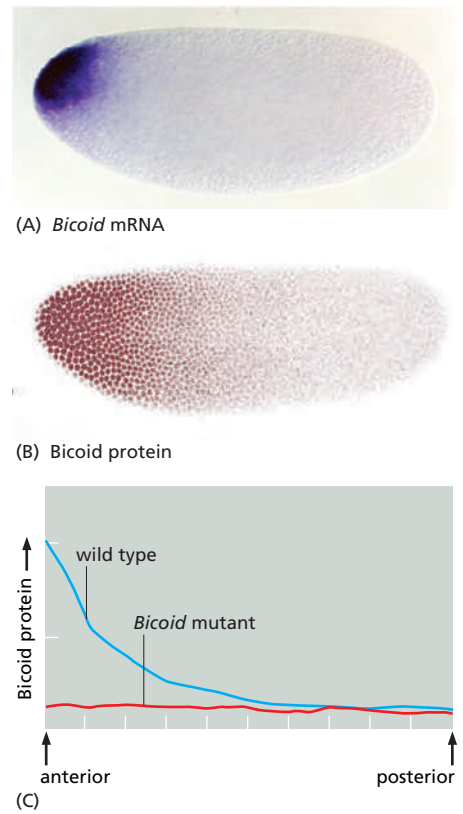 (A) Bicoid mRNA
(B) Bicoid protein
Bicoid protein
wild type
Bicoid mutant
anterior
posterior
(C)